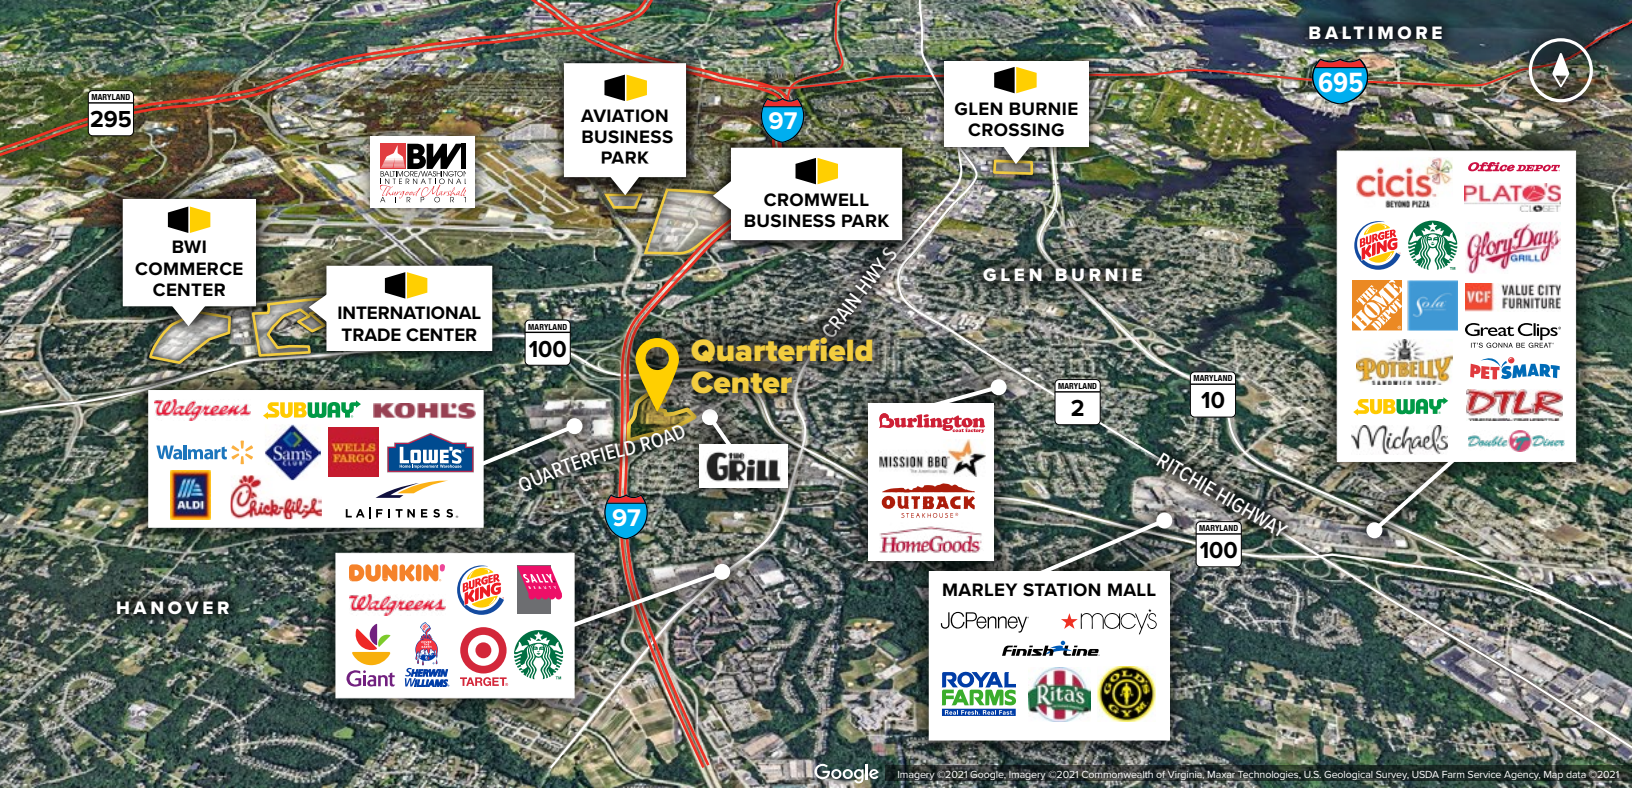 BALTIMORE
695
MARYLAND
295
97
AVIATION
BUSINESS
PARK
GLEN BURNIE
CROSSING
BWI
BALTIMORE/WASHINGTON
INTERNATIONAL
Thurgood Marshall
AIRPORT
CROMWELL
BUSINESS PARK
BWI
COMMERCE
CENTER
INTERNATIONAL
TRADE CENTER
GLEN BURNIE
CRAIN HWY S
MARYLAND
100
Quarterfield
Center
QUARTERFIELD ROAD
THE
GRILL
97
MARYLAND
2
MARYLAND
10
RITCHIE HIGHWAY
MARYLAND
100
HANOVER
cicis
BEYOND PIZZA
Office DEPOT
PLATO'S
CLOSET
BURGER
KING
Glory Days
GRILL
THE
HOME
DEPOT
Sola
VCF
VALUE CITY
FURNITURE
Great Clips®
IT'S GONNA BE GREAT®
POTBELLY
SANDWICH SHOP
PETSMART
SUBWAY
DTLR
Michaels
Double T Diner
Walgreens
SUBWAY
KOHL'S
Walmart
Sam's
CLUB
WELLS
FARGO
LOWE'S
Home Improvement Warehouse
ALDI
Chick-fil-A
LA|FITNESS.
DUNKIN'
BURGER
KING
SALLY
BEAUTY
Walgreens
Giant
SHERWIN
WILLIAMS.
TARGET
Burlington
coat factory
MISSION BBQ
OUTBACK
STEAKHOUSE®
HomeGoods
MARLEY STATION MALL
JCPenney
macy's
Finish Line
ROYAL
FARMS
Real Fresh. Real Fast.
Rita's
GOLD'S
GYM
Google
Imagery ©2021 Google, Imagery ©2021 Commonwealth of Virginia, Maxar Technologies, U.S. Geological Survey, USDA Farm Service Agency, Map data ©2021